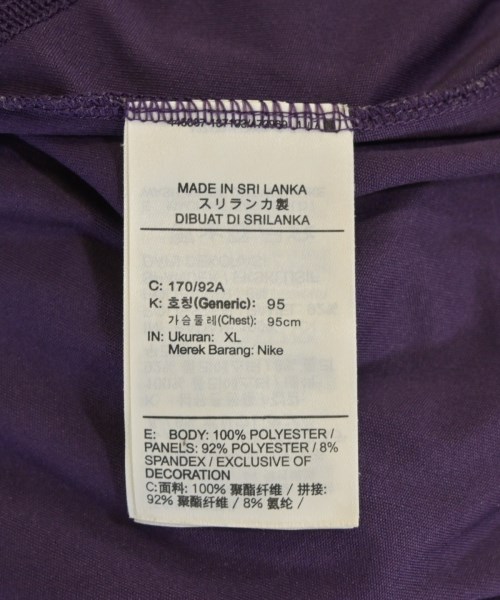 MADE IN SRI LANKA
スリランカ製
DIBUAT DI SRILANKA
C: 170/92A
K: 호칭(Generic): 95
가슴둘레(Chest): 95cm
IN: Ukuran: XL
Merek Barang: Nike
E: BODY: 100% POLYESTER /
PANELS: 92% POLYESTER / 8%
SPANDEX / EXCLUSIVE OF
DECORATION
C:面料: 100% 聚酯纤维 / 拼接:
92% 聚酯纤维 / 8% 氨纶 /